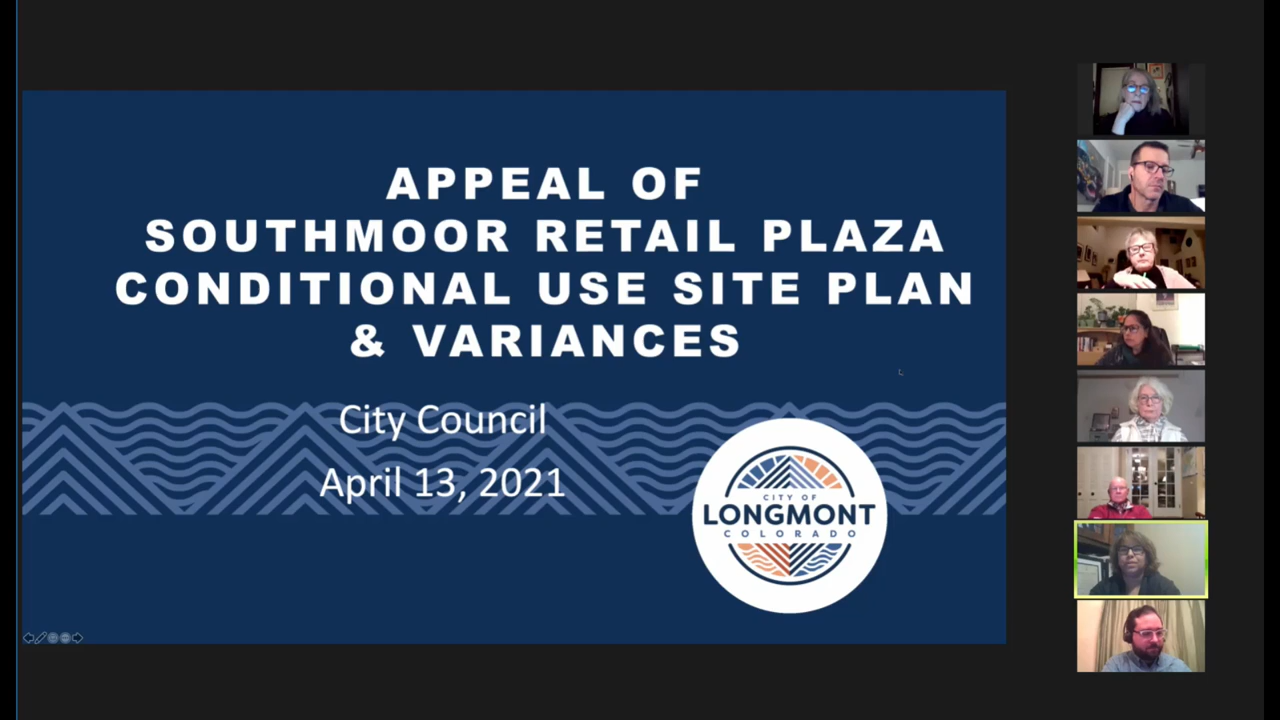 APPEAL OF
SOUTHMOOR RETAIL PLAZA
CONDITIONAL USE SITE PLAN
& VARIANCES
City Council
April 13, 2021
CITY OF
LONGMONT
COLORADO